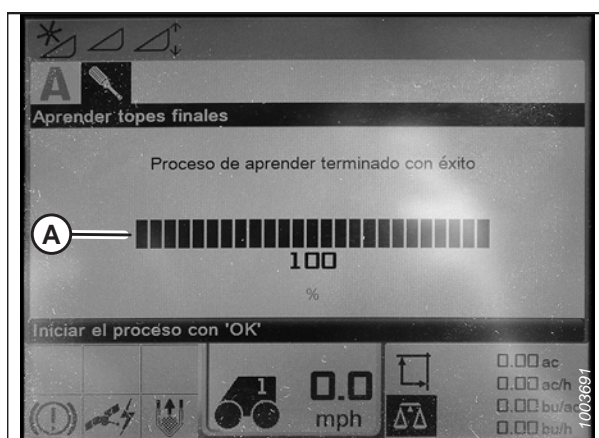 A
Aprender topes finales
Proceso de aprender terminado con éxito
A
100
%
Iniciar el proceso con 'OK'
1
0.0
mph
0.00 ac
0.00 ac/h
0.00 bu/ac
0.00 bu/h
1003691